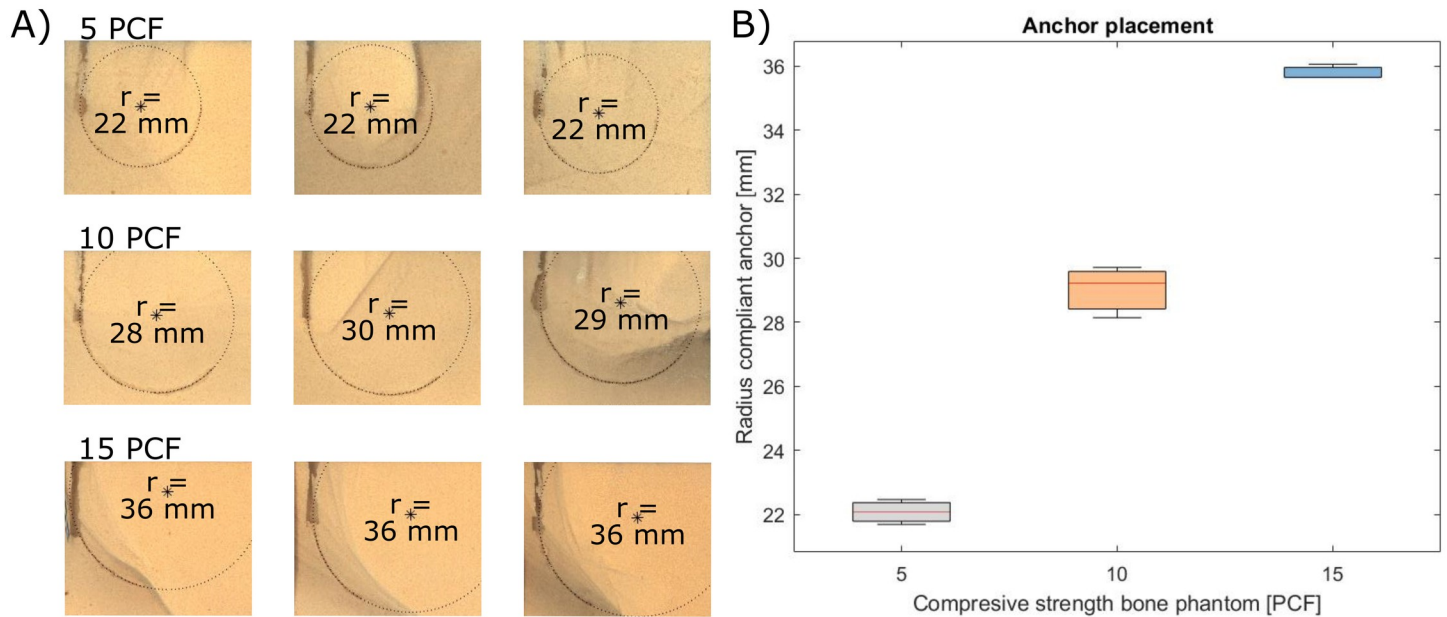 A)
5 PCF
r =
22 mm
r =
22 mm
r =
22 mm
10 PCF
r =
28 mm
r =
30 mm
r =
29 mm
15 PCF
r =
36 mm
r =
36 mm
r =
36 mm
B)
Anchor placement
Radius compliant anchor [mm]
36
34
32
30
28
26
24
22
5
10
15
Compresive strength bone phantom [PCF]